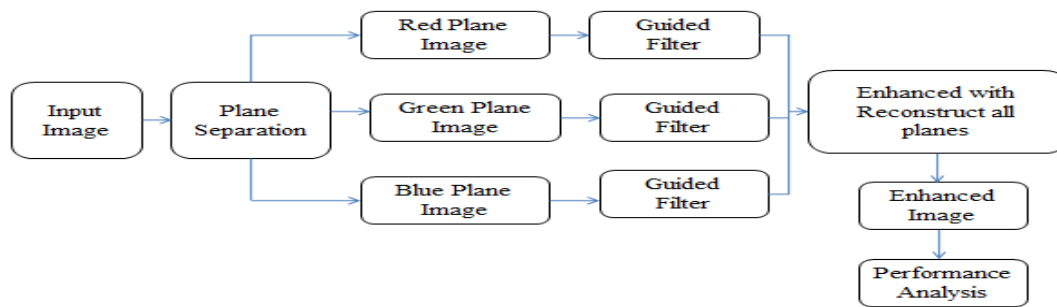 Input
Image
Plane
Separation
Red Plane
Image
Guided
Filter
Green Plane
Image
Guided
Filter
Blue Plane
Image
Guided
Filter
Enhanced with
Reconstruct all
planes
Enhanced
Image
Performance
Analysis